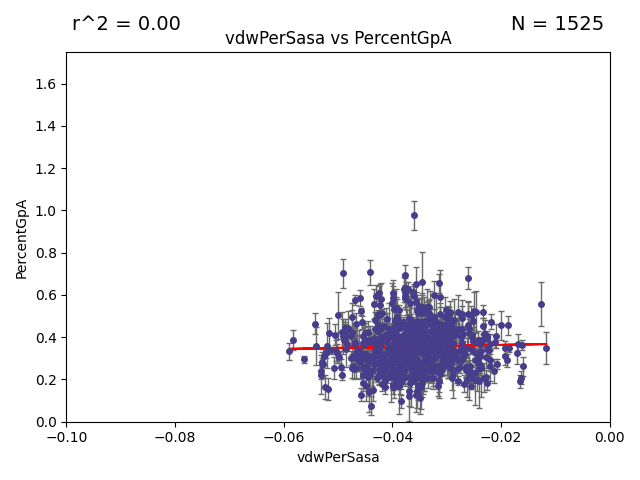 r^2 = 0.00
N = 1525
vdwPerSasa vs PercentGpA
PercentGpA
1.6
1.4
1.2
1.0
0.8
0.6
0.4
0.2
0.0
−0.10 −0.08 −0.06 −0.04 −0.02 0.00
vdwPerSasa